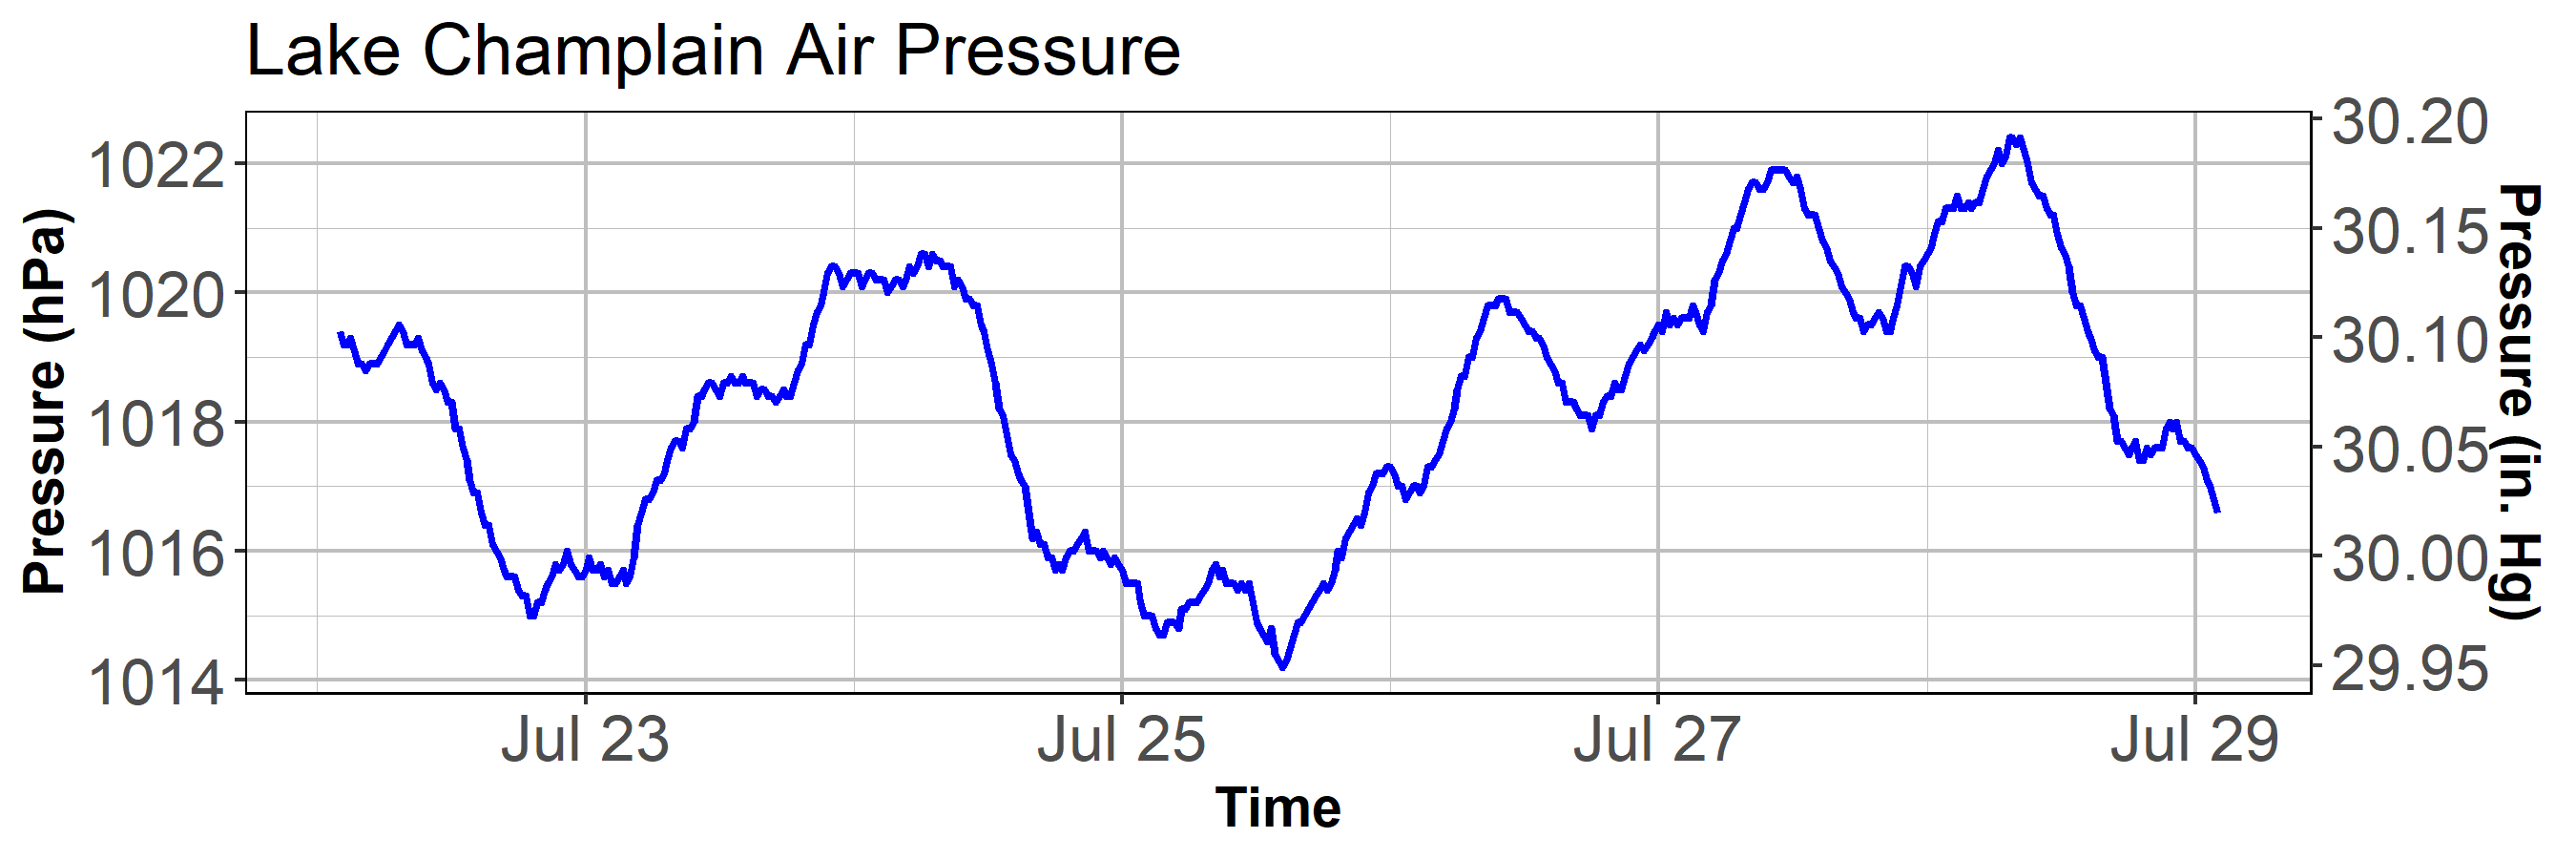 Lake Champlain Air Pressure
Pressure (hPa)
1022
1020
1018
1016
1014
30.20
30.15
30.10
30.05
30.00
29.95
Pressure (in. Hg)
Jul 23
Jul 25
Jul 27
Jul 29
Time